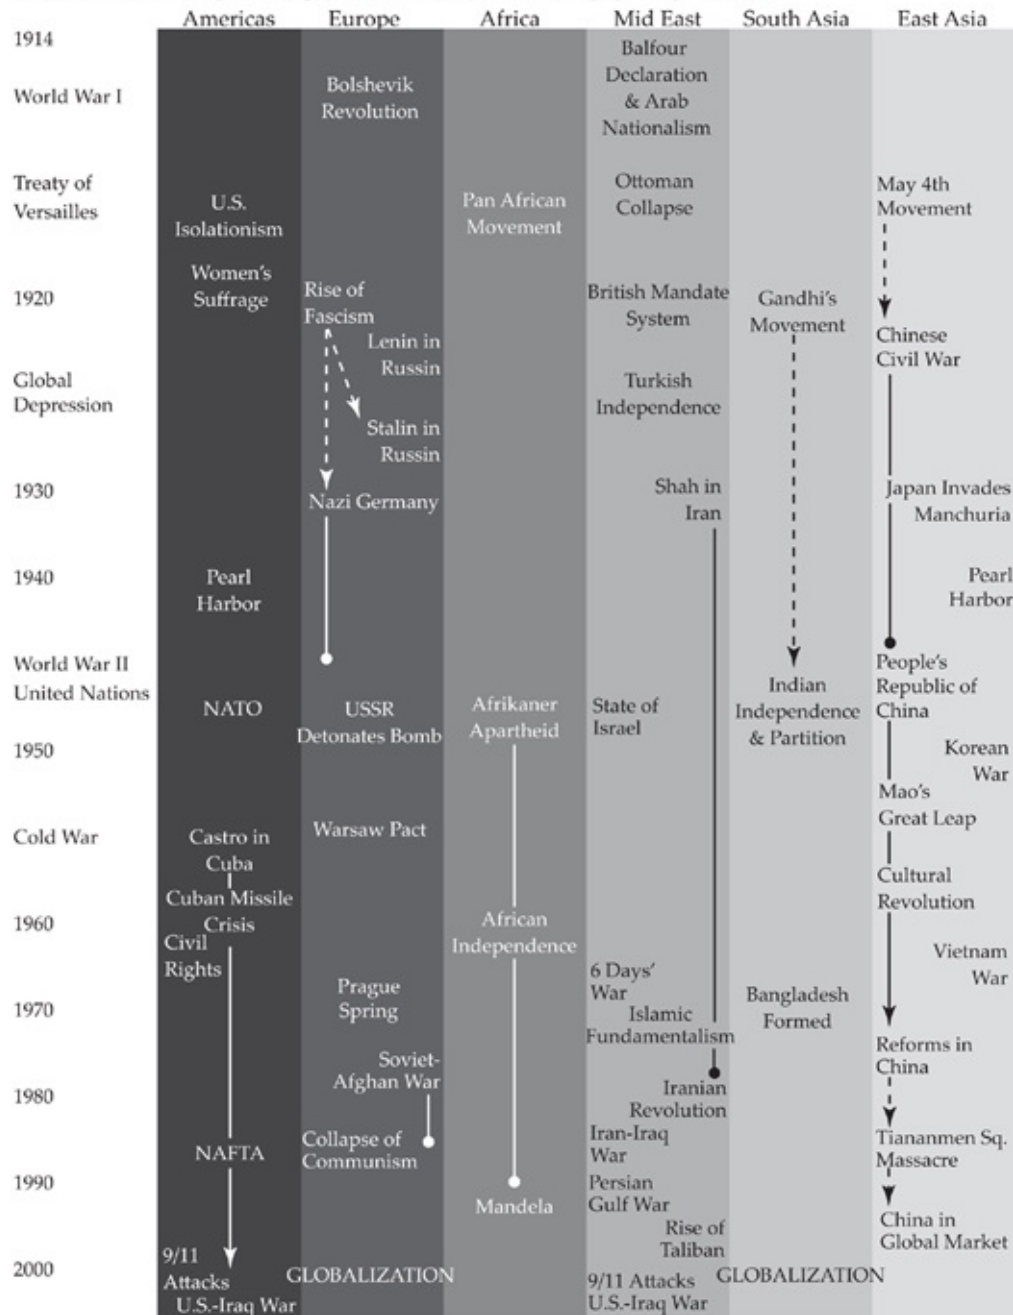 Americas Europe Africa Mid East South Asia East Asia
1914
World War I
Treaty of
Versailles
1920
Global
Depression
1930
1940
World War II
United Nations
1950
Cold War
1960
1970
1980
1990
2000
U.S.
Isolationism
Women's
Suffrage
Pearl
Harbor
NATO
Castro in
Cuba
Cuban Missile
Crisis
Civil
Rights
NAFTA
9/11
Attacks
U.S.-Iraq War
Bolshevik
Revolution
Rise of
Fascism
Lenin in
Russin
Stalin in
Russin
Nazi Germany
USSR
Detonates Bomb
Warsaw Pact
Prague
Spring
Soviet-
Afghan War
Collapse of
Communism
GLOBALIZATION
Pan African
Movement
Afrikaner
Apartheid
African
Independence
Mandela
Balfour
Declaration
& Arab
Nationalism
Ottoman
Collapse
British Mandate
System
Turkish
Independence
Shah in
Iran
State of
Israel
6 Days'
War
Islamic
Fundamentalism
Iranian
Revolution
Iran-Iraq
War
Persian
Gulf War
Rise of
Taliban
9/11 Attacks
U.S.-Iraq War
Gandhi's
Movement
Indian
Independence
& Partition
Bangladesh
Formed
GLOBALIZATION
May 4th
Movement
Chinese
Civil War
Japan Invades
Manchuria
Pearl
Harbor
People's
Republic of
China
Korean
War
Mao's
Great Leap
Cultural
Revolution
Vietnam
War
Reforms in
China
Tiananmen Sq.
Massacre
China in
Global Market